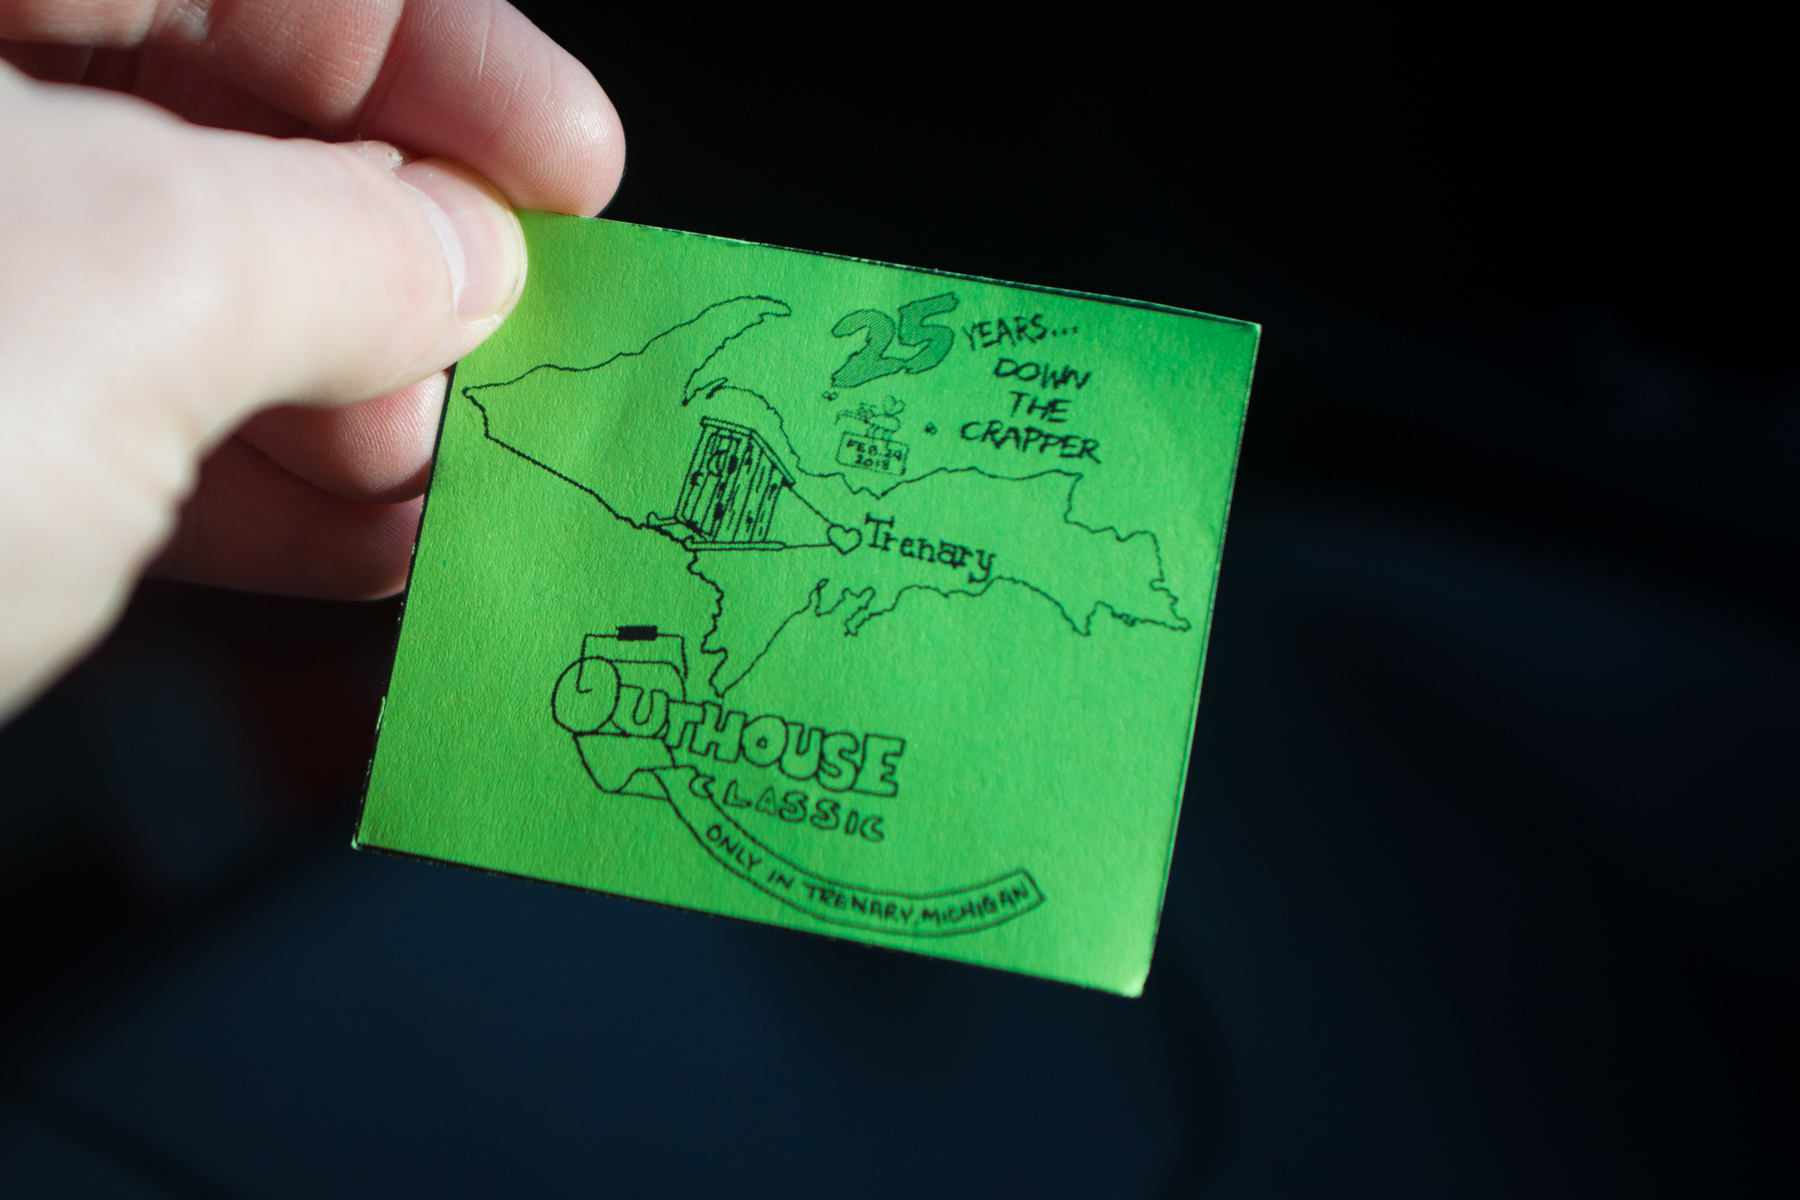 25 YEARS...
DOWN
THE
CRAPPER
FEB. 24
2018
Trenary
OUTHOUSE
CLASSIC
ONLY IN TRENARY, MICHIGAN